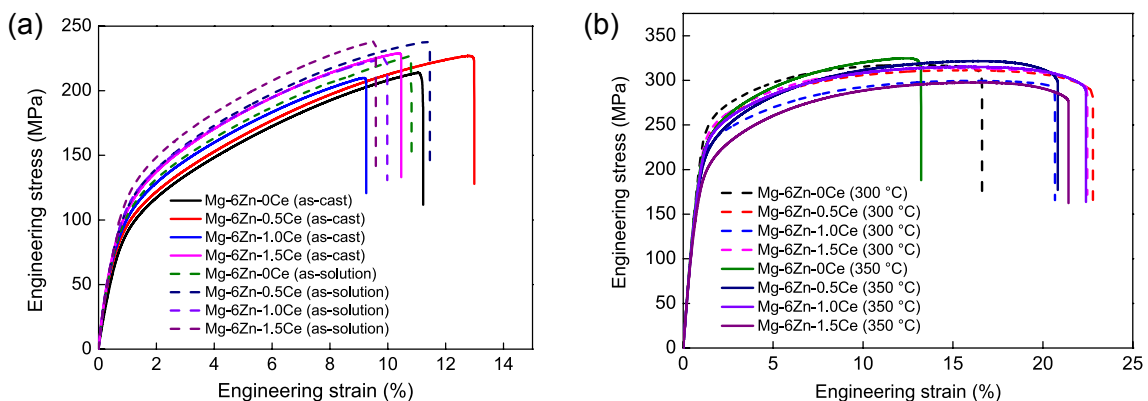 (a)
250
200
150
100
50
0
Engineering stress (MPa)
Mg-6Zn-0Ce (as-cast)
Mg-6Zn-0.5Ce (as-cast)
Mg-6Zn-1.0Ce (as-cast)
Mg-6Zn-1.5Ce (as-cast)
Mg-6Zn-0Ce (as-solution)
Mg-6Zn-0.5Ce (as-solution)
Mg-6Zn-1.0Ce (as-solution)
Mg-6Zn-1.5Ce (as-solution)
0 2 4 6 8 10 12 14
Engineering strain (%)
(b)
350
300
250
200
150
100
50
0
Engineering stress (MPa)
Mg-6Zn-0Ce (300 °C)
Mg-6Zn-0.5Ce (300 °C)
Mg-6Zn-1.0Ce (300 °C)
Mg-6Zn-1.5Ce (300 °C)
Mg-6Zn-0Ce (350 °C)
Mg-6Zn-0.5Ce (350 °C)
Mg-6Zn-1.0Ce (350 °C)
Mg-6Zn-1.5Ce (350 °C)
0 5 10 15 20 25
Engineering strain (%)